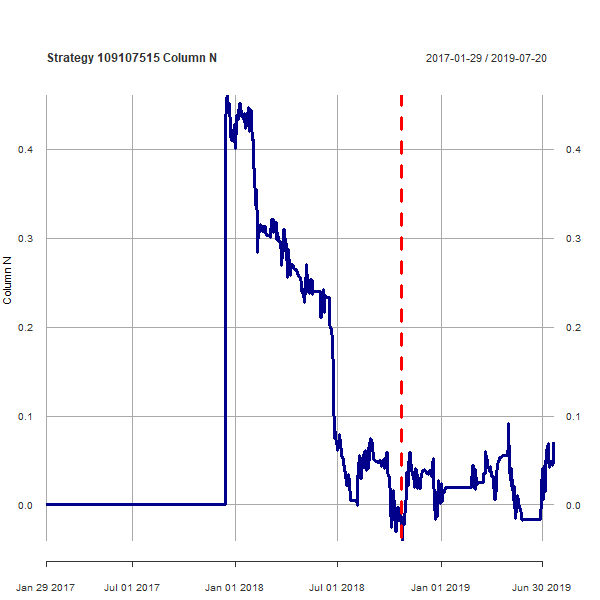 Strategy 109107515 Column N
2017-01-29 / 2019-07-20
Column N
0.4
0.4
0.3
0.3
0.2
0.2
0.1
0.1
0.0
0.0
Jan 29 2017
Jul 01 2017
Jan 01 2018
Jul 01 2018
Jan 01 2019
Jun 30 2019